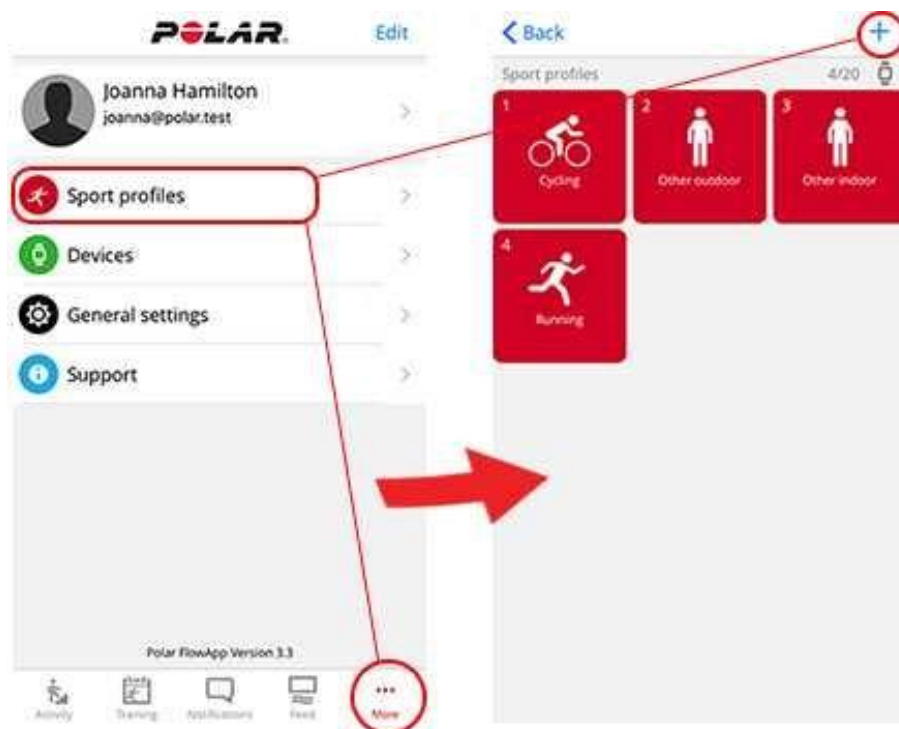 POLAR
Edit
Joanna Hamilton
joanna@polar.test
Sport profiles
Devices
General settings
Support
Polar FlowApp Version 3.3
Activity
Training
Notifications
Feed
More
Back
Sport profiles
4/20
1
Cycling
2
Other outdoor
3
Other indoor
4
Running